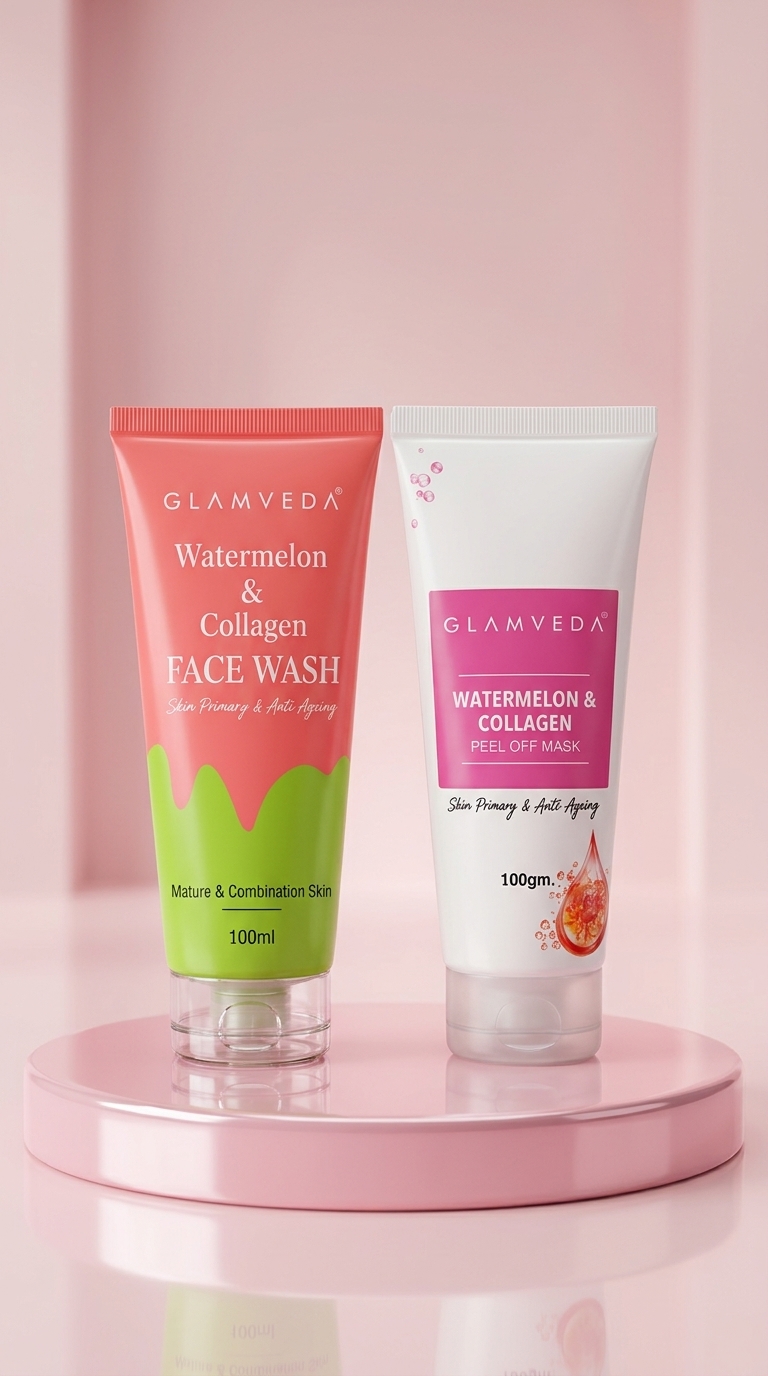 GLAMVEDA®
Watermelon
&
Collagen
FACE WASH
Skin Primary & Anti Ageing
Mature & Combination Skin
100ml
GLAMVEDA®
WATERMELON &
COLLAGEN
PEEL OFF MASK
Skin Primary & Anti Ageing
100gm.